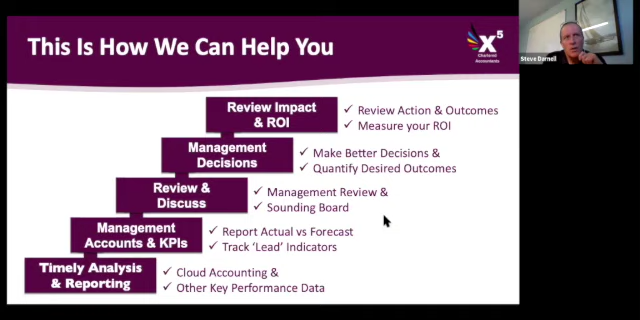 This Is How We Can Help You
x5
Chartered
Accountants
Steve Darnell
Review Impact
& ROI
✓ Review Action & Outcomes
✓ Measure your ROI
Management
Decisions
✓ Make Better Decisions &
✓ Quantify Desired Outcomes
Review &
Discuss
✓ Management Review &
✓ Sounding Board
Management
Accounts & KPIs
✓ Report Actual vs Forecast
✓ Track ‘Lead’ Indicators
Timely Analysis
& Reporting
✓ Cloud Accounting &
✓ Other Key Performance Data